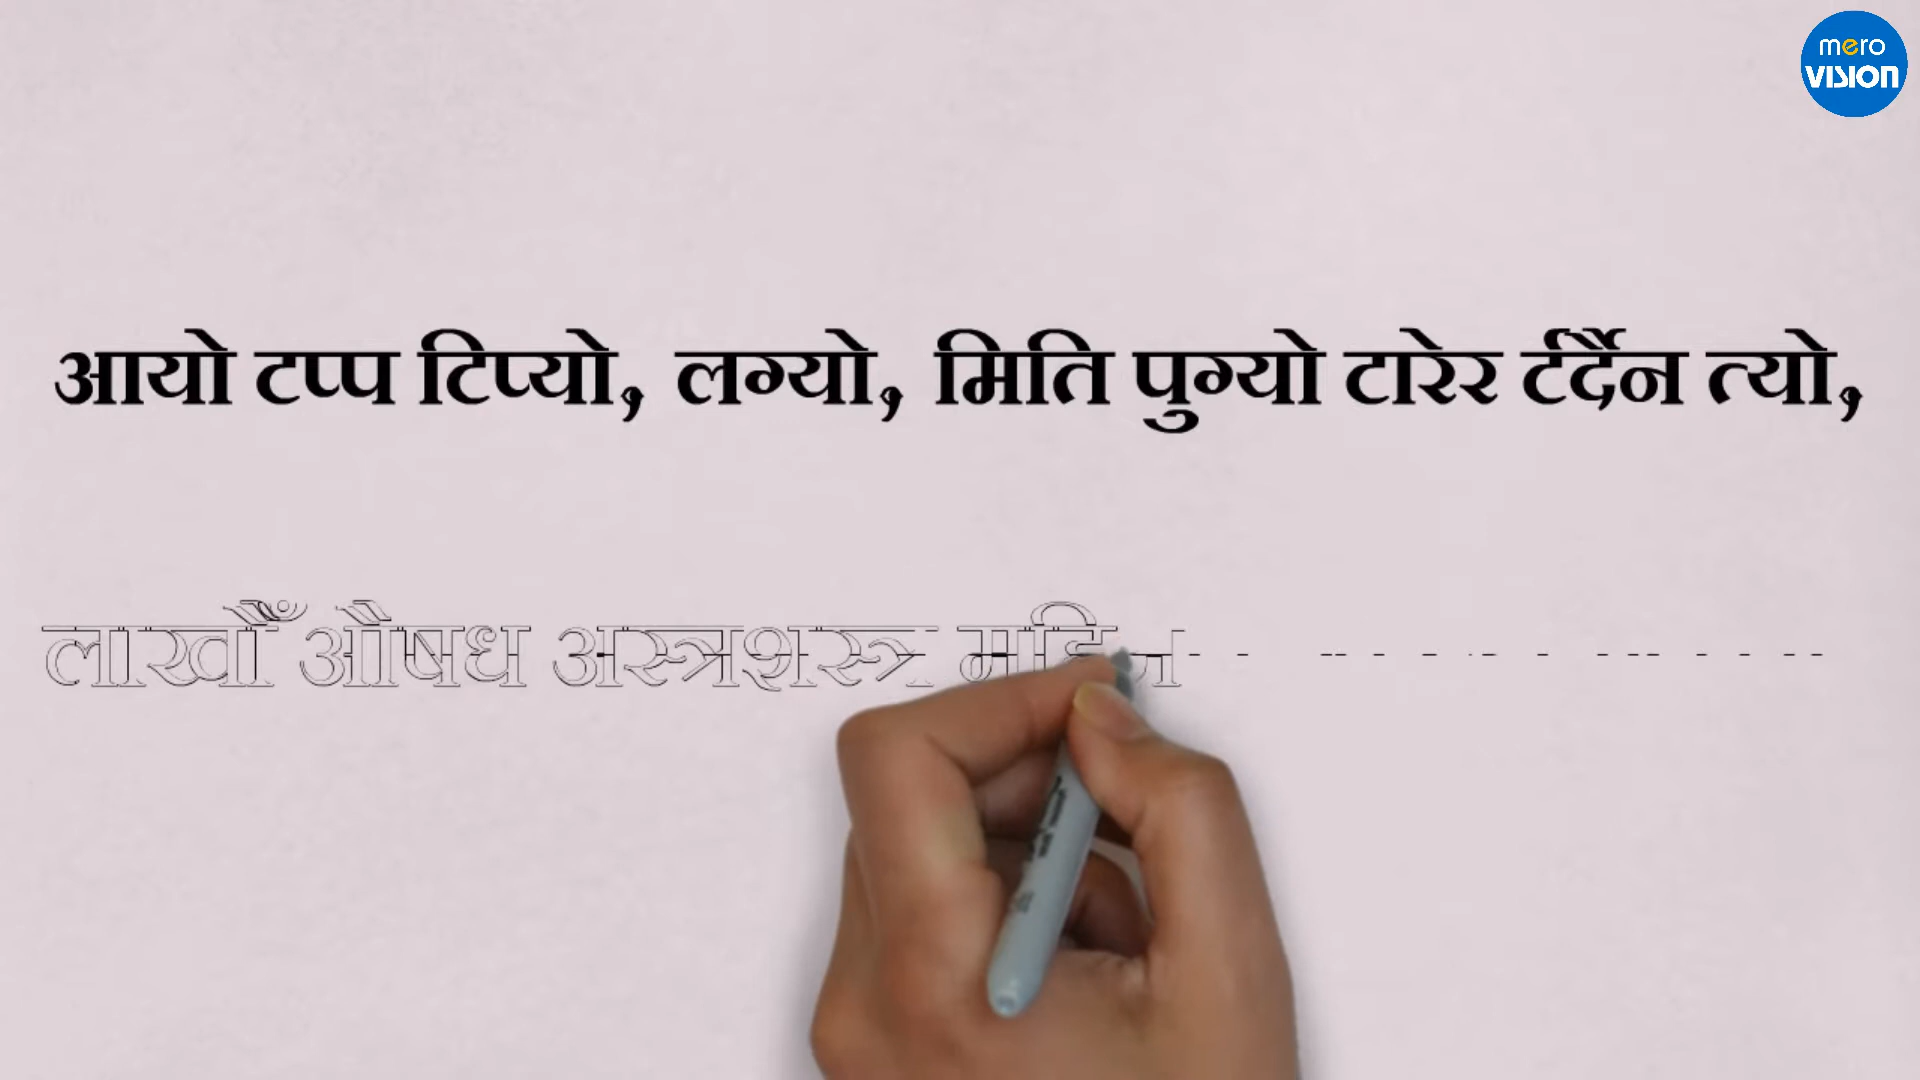 mero
VISION
आयो टप्प टिप्यो, लग्यो, मिति पुग्यो टारेर र्टर्दैन त्यो,
लाखौँ औषध अस्त्रशस्त्र